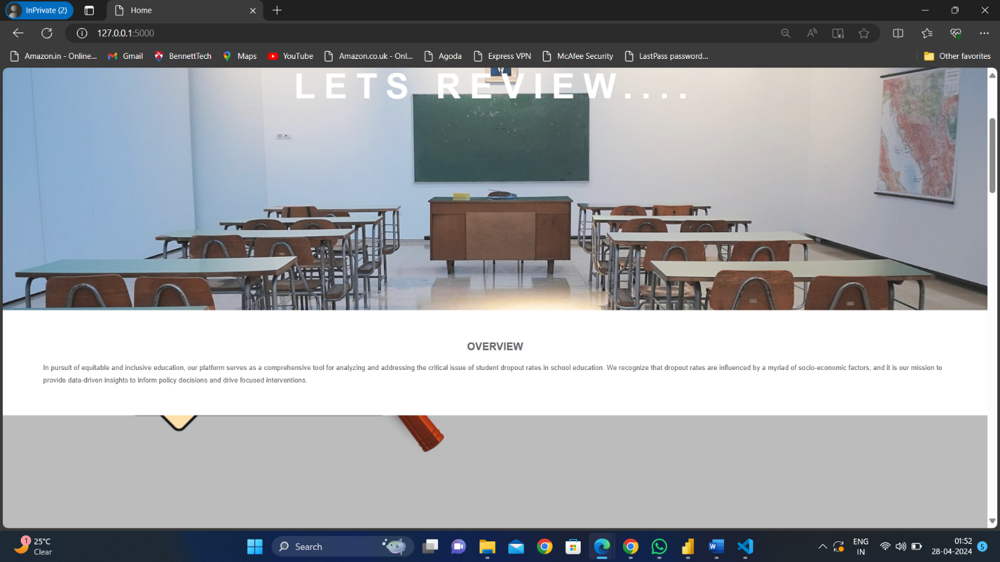 InPrivate (2)
Home
127.0.0.1:5000
Amazon.in - Online...
Gmail
BennettTech
Maps
YouTube
Amazon.co.uk - Onl...
Agoda
Express VPN
McAfee Security
LastPass password...
Other favorites
LETS REVIEW....
OVERVIEW
In pursuit of equitable and inclusive education, our platform serves as a comprehensive tool for analyzing and addressing the critical issue of student dropout rates in school education. We recognize that dropout rates are influenced by a myriad of socio-economic factors, and it is our mission to
provide data-driven insights to inform policy decisions and drive focused interventions.
1
25°C
Clear
Search
ENG
IN
01:52
28-04-2024
5